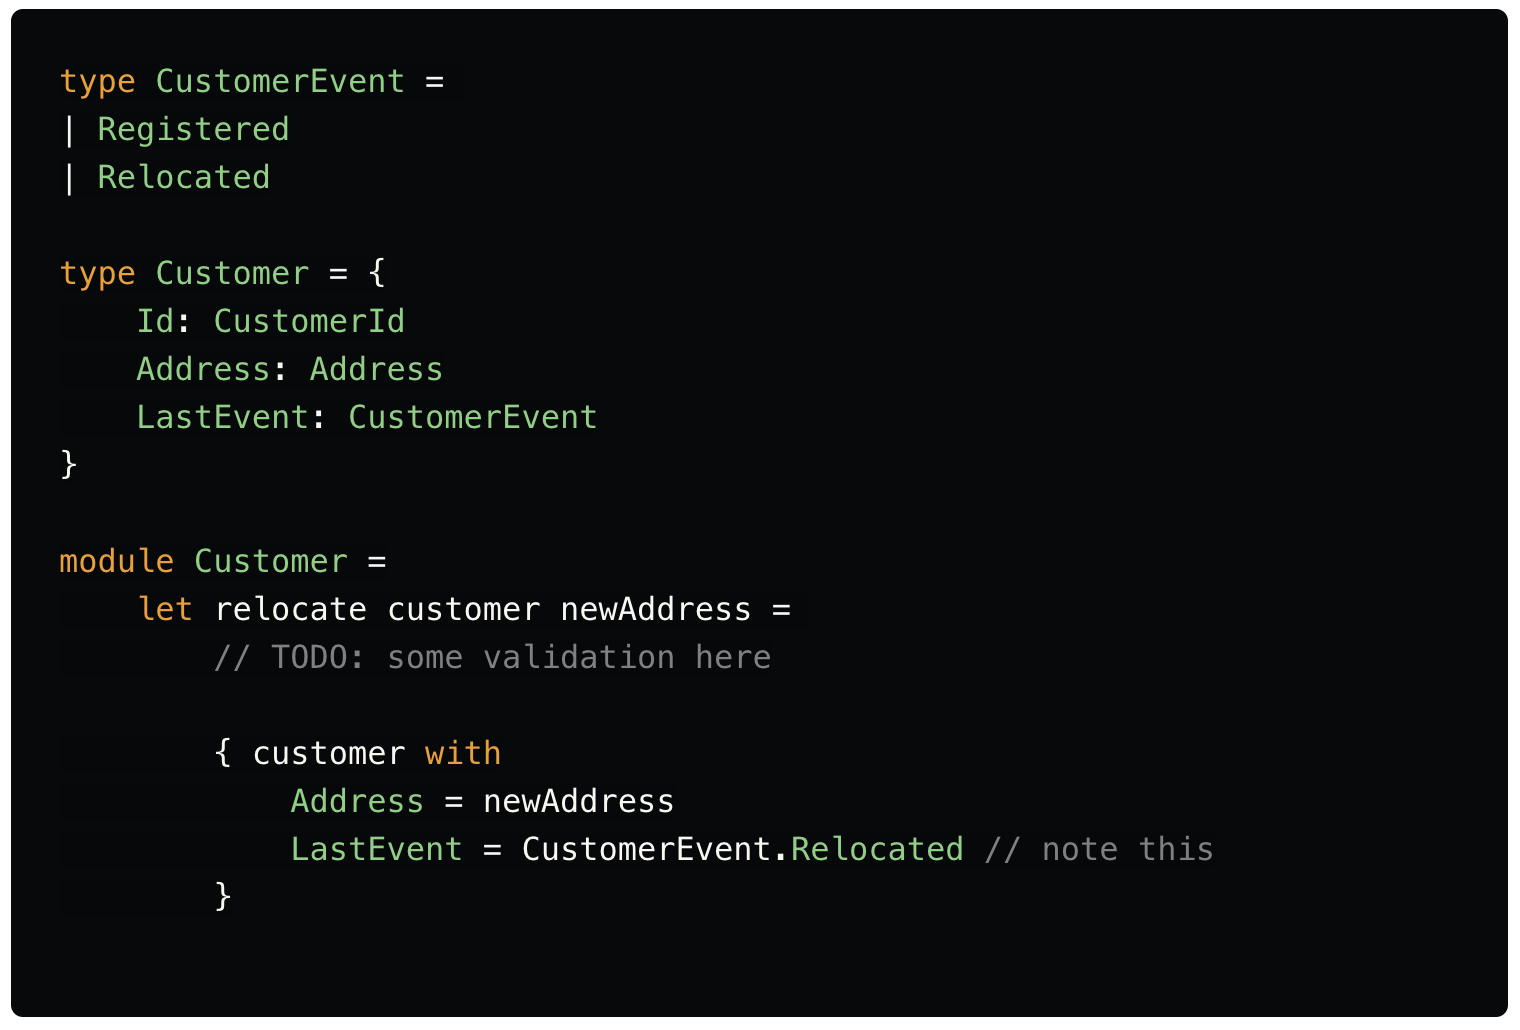 type CustomerEvent =
| Registered
| Relocated
type Customer = {
    Id: CustomerId
    Address: Address
    LastEvent: CustomerEvent
}
module Customer =
    let relocate customer newAddress =
        // TODO: some validation here
        { customer with
            Address = newAddress
            LastEvent = CustomerEvent.Relocated // note this
        }